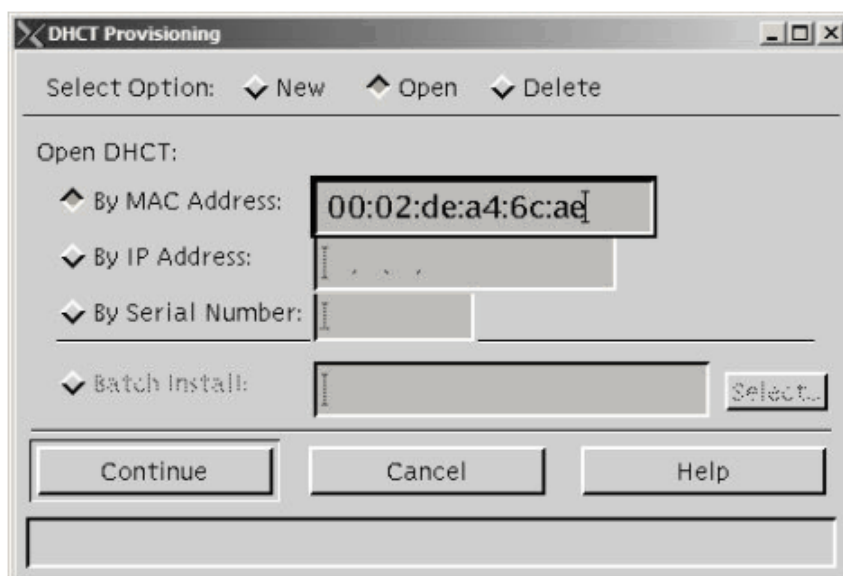 DHCT Provisioning
Select Option: New Open Delete
Open DHCT:
By MAC Address: 00:02:de:a4:6c:ae
By IP Address:
By Serial Number:
Batch Install: Select...
Continue Cancel Help